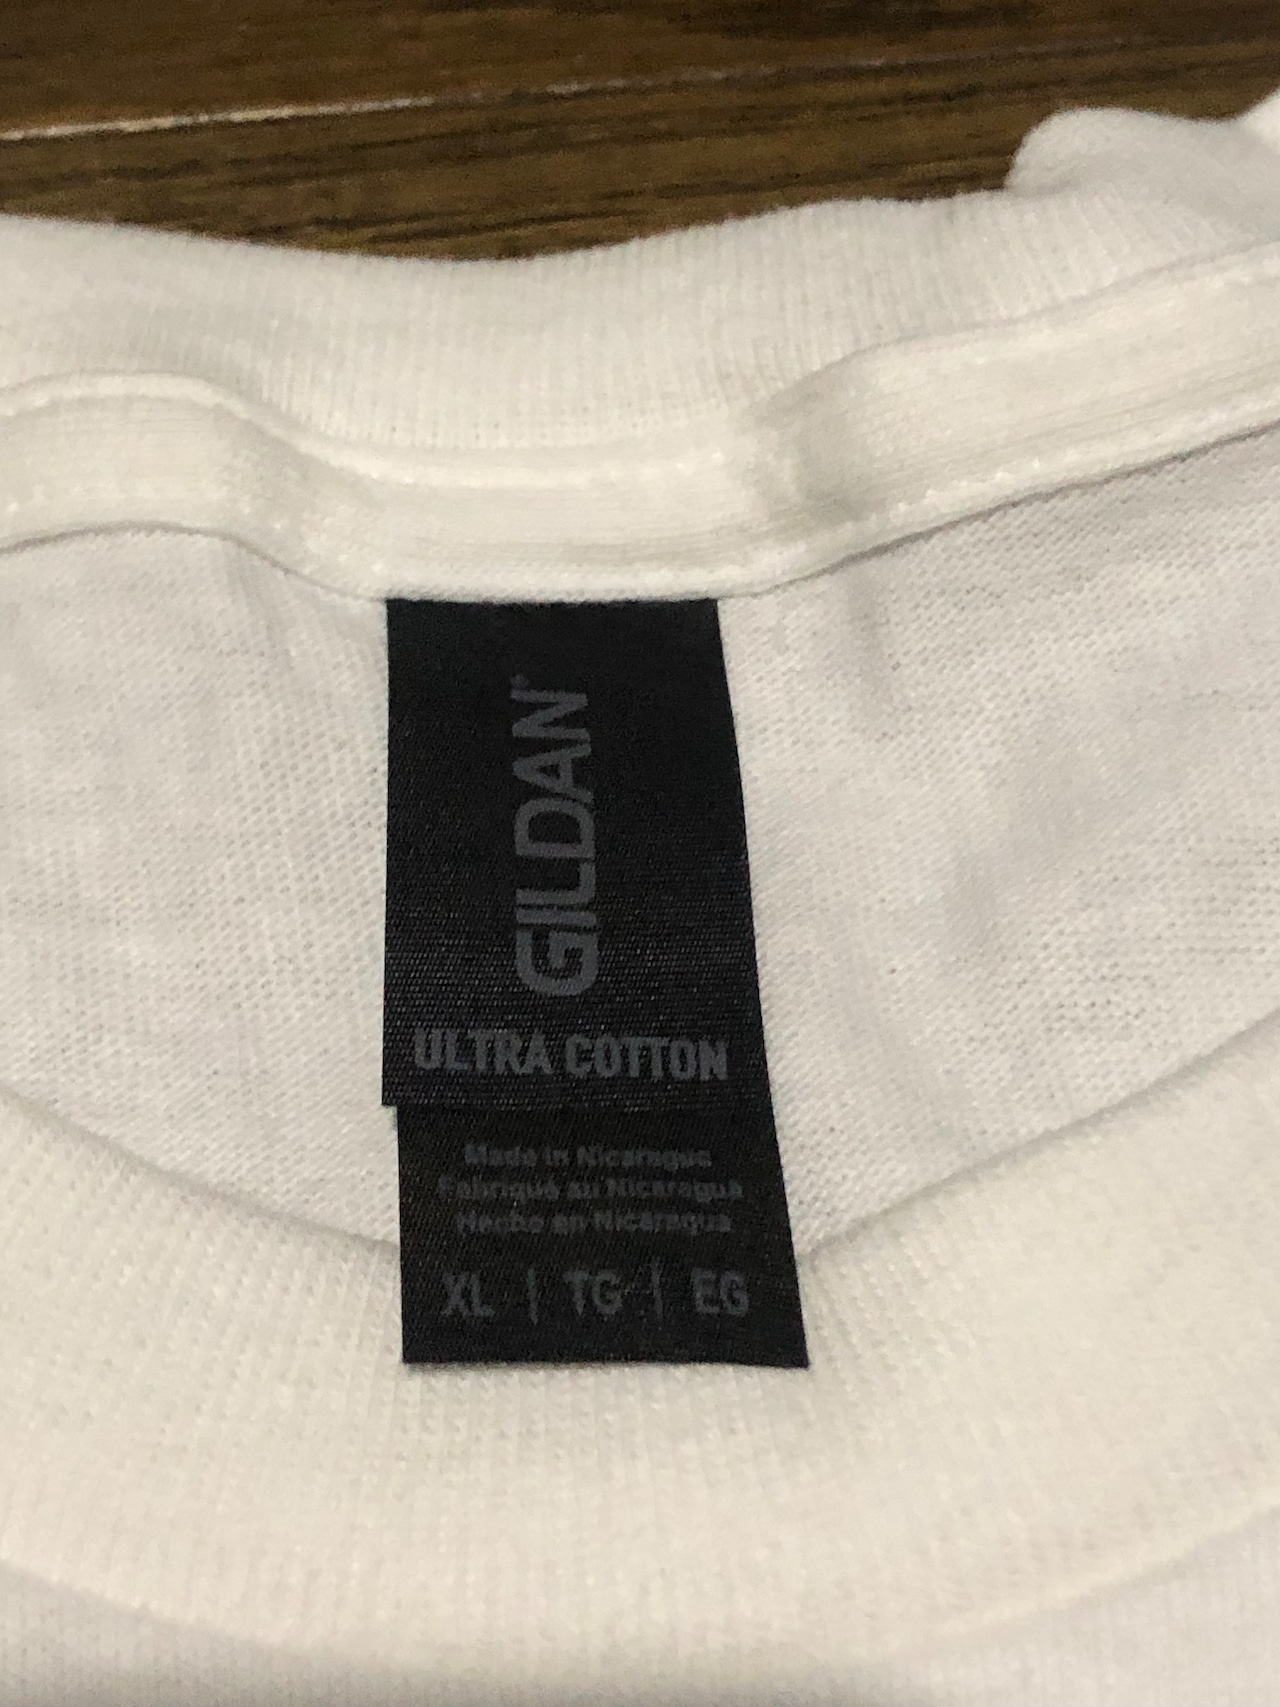 GILDAN®
ULTRA COTTON
Made in Nicaragua
Fabriqué au Nicaragua
Hecho en Nicaragua
XL | TG | EG